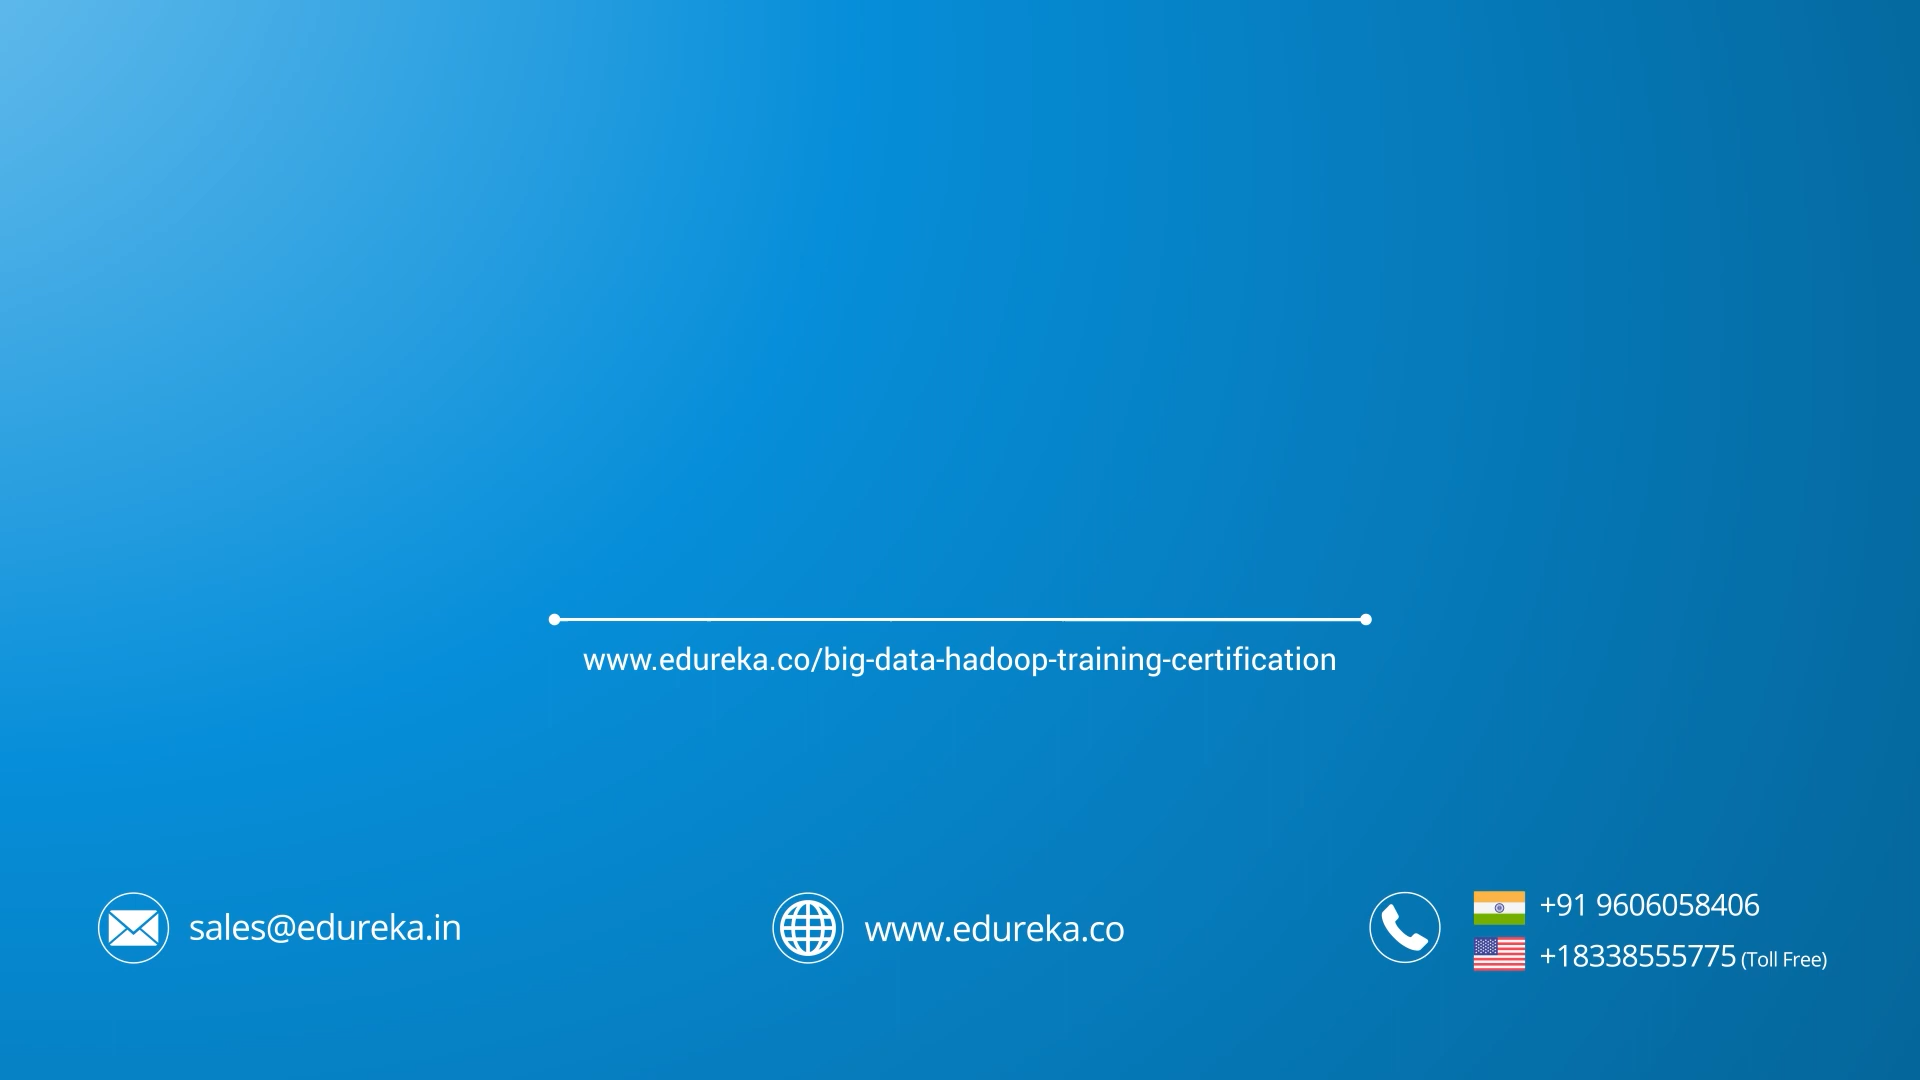 www.edureka.co/big-data-hadoop-training-certification
sales@edureka.in
www.edureka.co
+91 9606058406
+18338555775 (Toll Free)